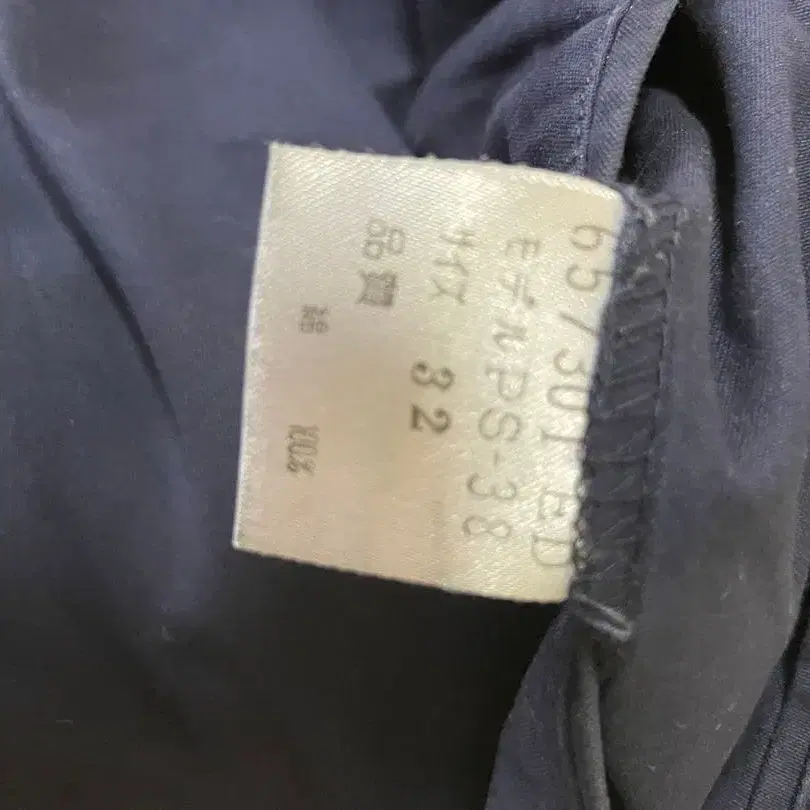 モデル PS-38
サイズ 32
品質
綿 100%